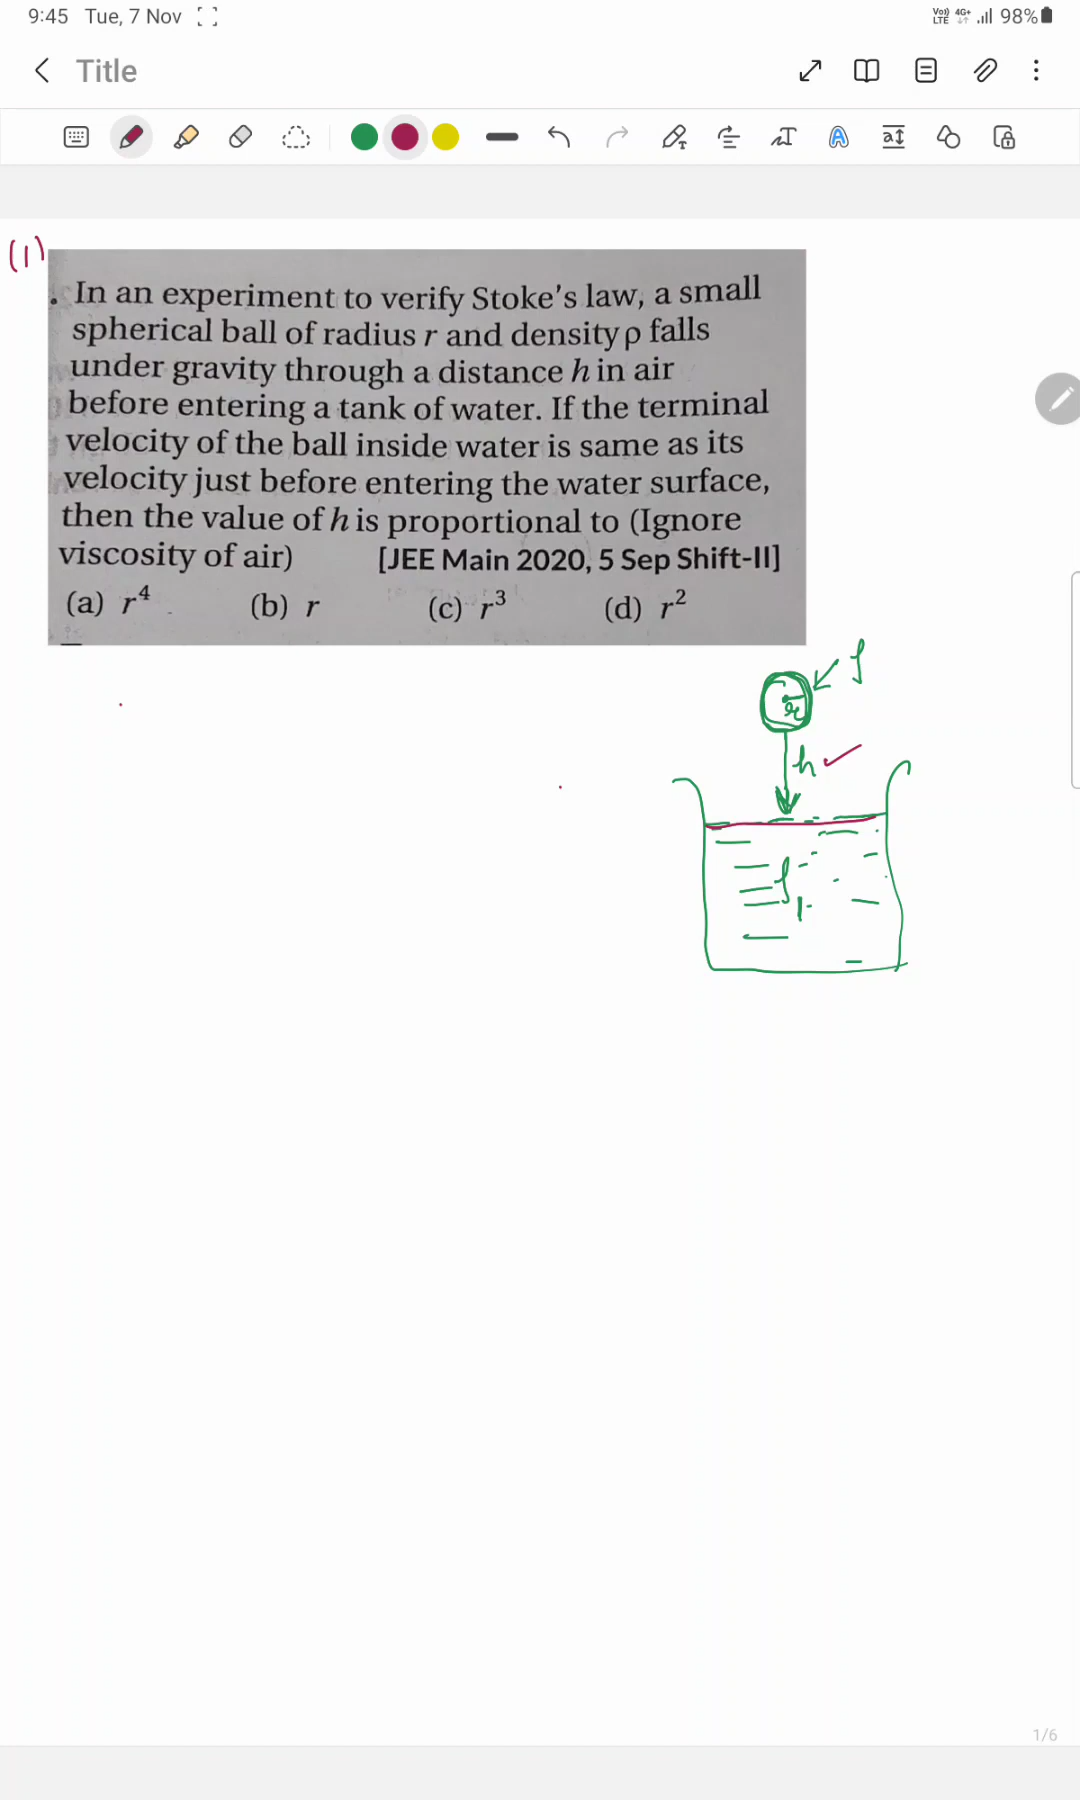 9:45 Tue, 7 Nov
Vo)) LTE 4G+ 98%
Title
(1)
. In an experiment to verify Stoke's law, a small
spherical ball of radius r and density ρ falls
under gravity through a distance h in air
before entering a tank of water. If the terminal
velocity of the ball inside water is same as its
velocity just before entering the water surface,
then the value of h is proportional to (Ignore
viscosity of air) [JEE Main 2020, 5 Sep Shift-II]
(a) r⁴ (b) r (c) r³ (d) r²
ρ
r
h
1/6